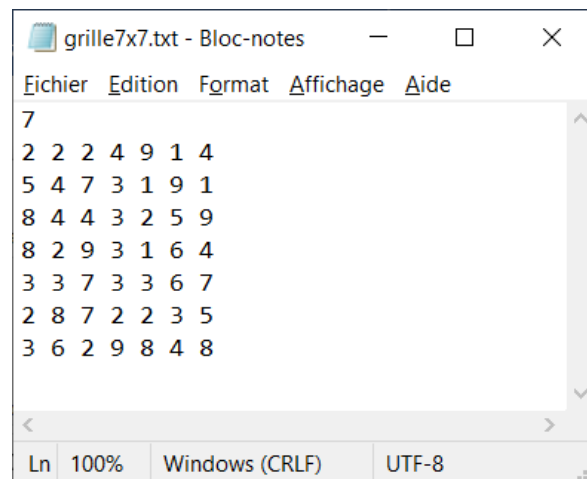 grille7x7.txt - Bloc-notes
Fichier Edition Format Affichage Aide
7
2 2 2 4 9 1 4
5 4 7 3 1 9 1
8 4 4 3 2 5 9
8 2 9 3 1 6 4
3 3 7 3 3 6 7
2 8 7 2 2 3 5
3 6 2 9 8 4 8
Ln 100% Windows (CRLF) UTF-8